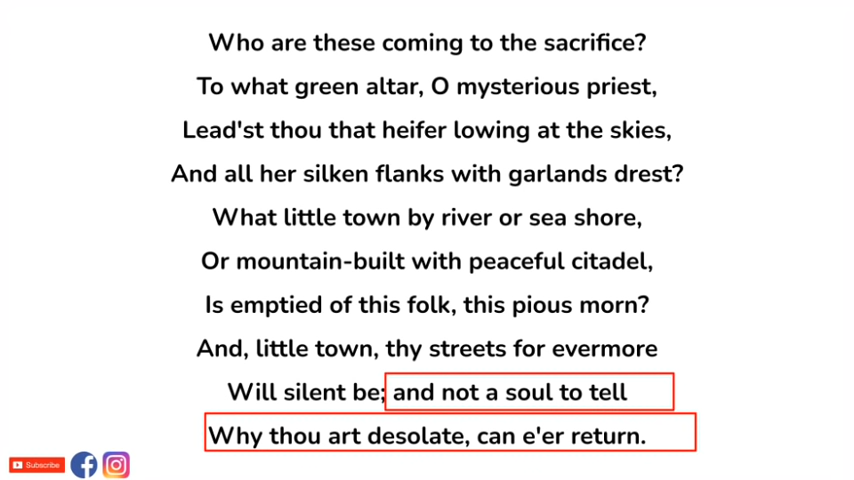 Who are these coming to the sacrifice?
To what green altar, O mysterious priest,
Lead'st thou that heifer lowing at the skies,
And all her silken flanks with garlands drest?
What little town by river or sea shore,
Or mountain-built with peaceful citadel,
Is emptied of this folk, this pious morn?
And, little town, thy streets for evermore
Will silent be; and not a soul to tell
Why thou art desolate, can e'er return.
Subscribe